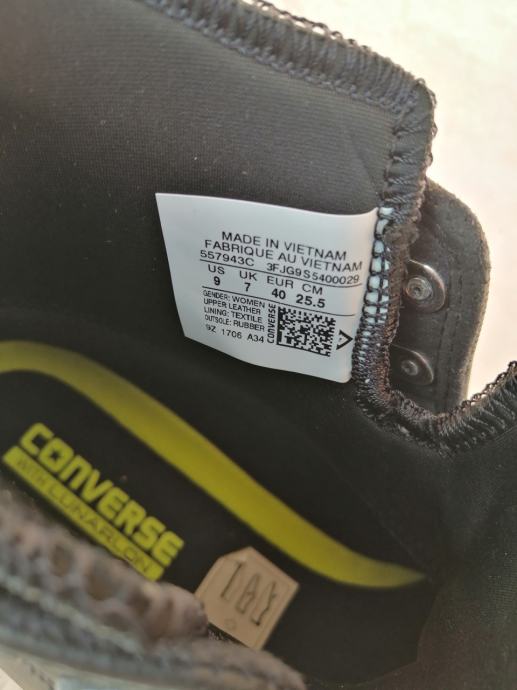 MADE IN VIETNAM
FABRIQUE AU VIETNAM
557943C 3FJG9S5400029
US UK EUR CM
9 7 40 25.5
GENDER: WOMEN
UPPER LEATHER
LINING: TEXTILE
OUTSOLE: RUBBER
9Z 1706 A34
CONVERSE
CONVERSE
WITH LUNARLON